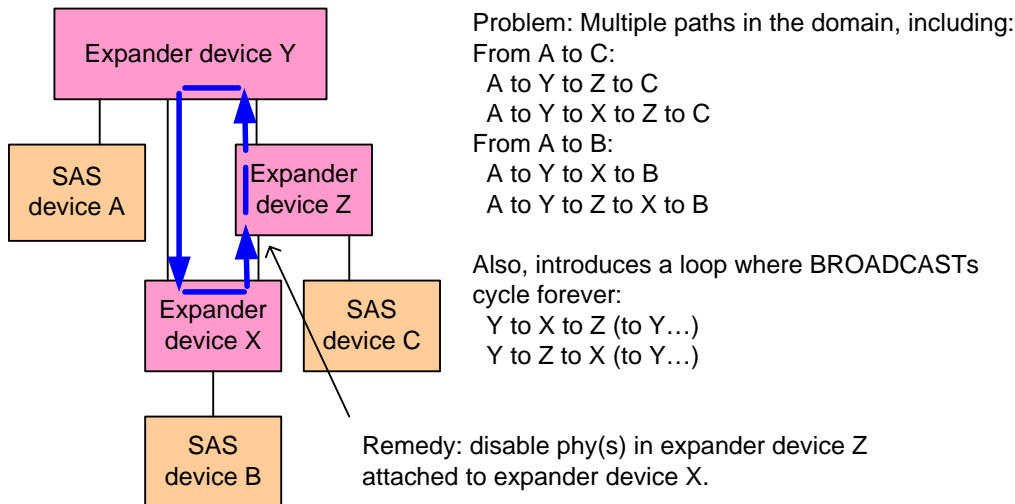 Expander device Y
SAS
device A
Expander
device Z
Expander
device X
SAS
device C
SAS
device B
Problem: Multiple paths in the domain, including:
From A to C:
A to Y to Z to C
A to Y to X to Z to C
From A to B:
A to Y to X to B
A to Y to Z to X to B
Also, introduces a loop where BROADCASTs
cycle forever:
Y to X to Z (to Y…)
Y to Z to X (to Y…)
Remedy: disable phy(s) in expander device Z
attached to expander device X.